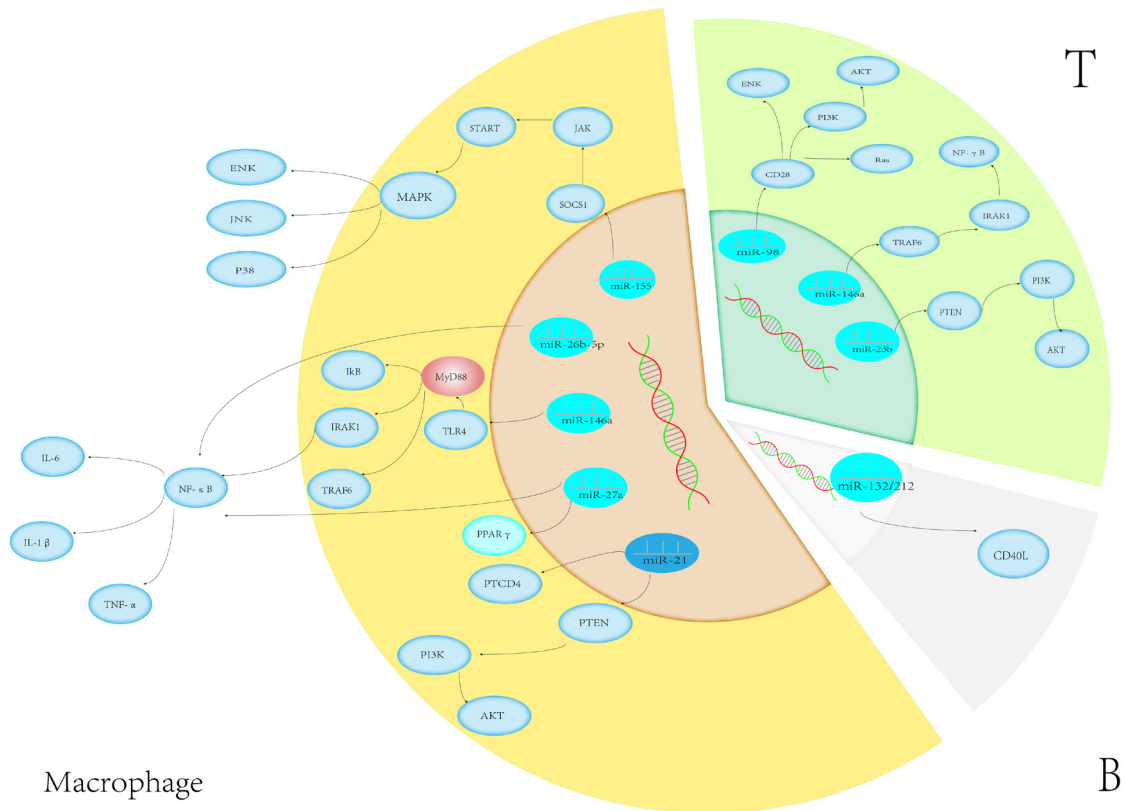 T
AKT
ENK
PI3K
NF- γ B
Ras
CD28
START
JAK
ENK
MAPK
SOCS1
IRAK1
JNK
TRAF6
miR-98
P38
miR-155
miR-146a
PI3K
PTEN
miR-26b-5p
miR-23b
AKT
IkB
MyD88
miR-146a
IRAK1
TLR4
IL-6
NF- κ B
TRAF6
miR-27a
miR-132/212
PPAR γ
IL-1 β
miR-21
CD40L
PTCD4
TNF- α
PTEN
PI3K
AKT
Macrophage
B